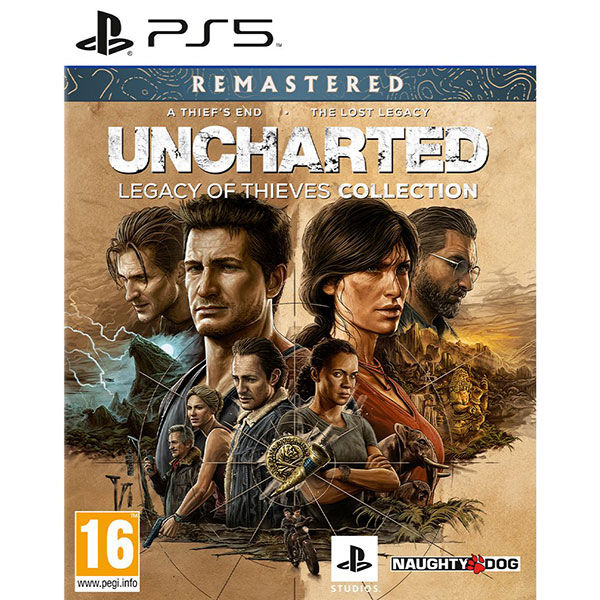 PS5
REMASTERED
A THIEF'S END · THE LOST LEGACY
UNCHARTED
LEGACY OF THIEVES COLLECTION
16
www.pegi.info
PlayStation
STUDIOS
NAUGHTY DOG